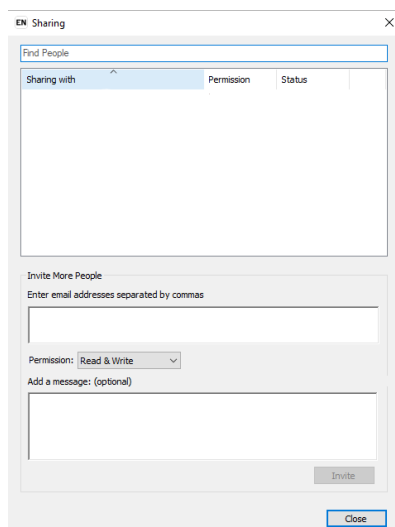 EN Sharing
Find People
Sharing with Permission Status
Invite More People
Enter email addresses separated by commas
Permission: Read & Write
Add a message: (optional)
Invite
Close